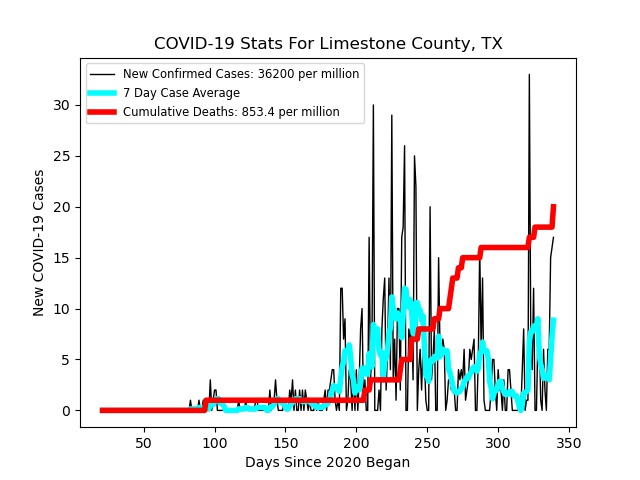 COVID-19 Stats For Limestone County, TX
New Confirmed Cases: 36200 per million
7 Day Case Average
Cumulative Deaths: 853.4 per million
New COVID-19 Cases
30
25
20
15
10
5
0
50
100
150
200
250
300
350
Days Since 2020 Began